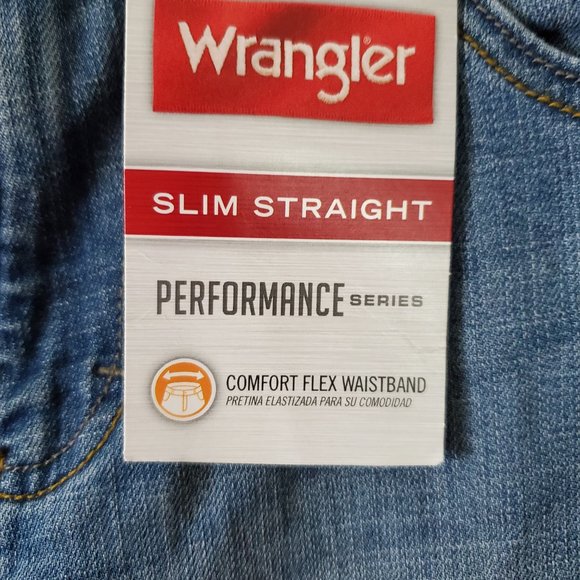 Wrangler
SLIM STRAIGHT
PERFORMANCE SERIES
COMFORT FLEX WAISTBAND
PRETINA ELASTIZADA PARA SU COMODIDAD